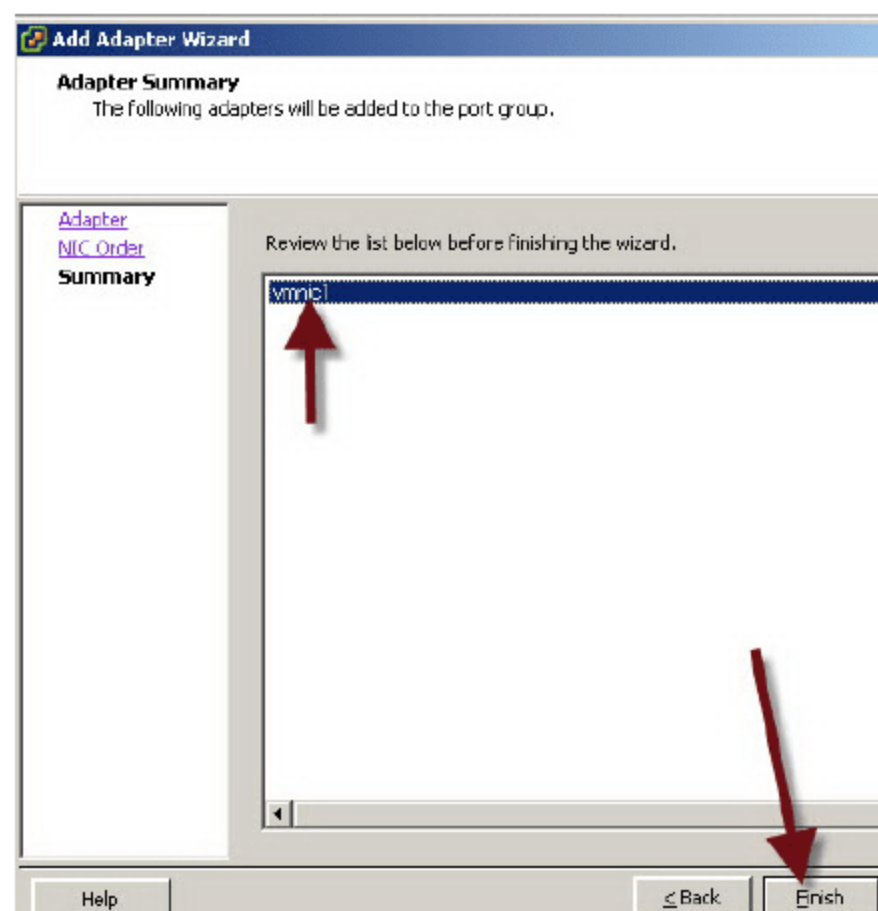 Add Adapter Wizard
Adapter Summary
The following adapters will be added to the port group.
Adapter
NIC Order
Summary
Review the list below before finishing the wizard.
vmnic1
Help
< Back
Finish